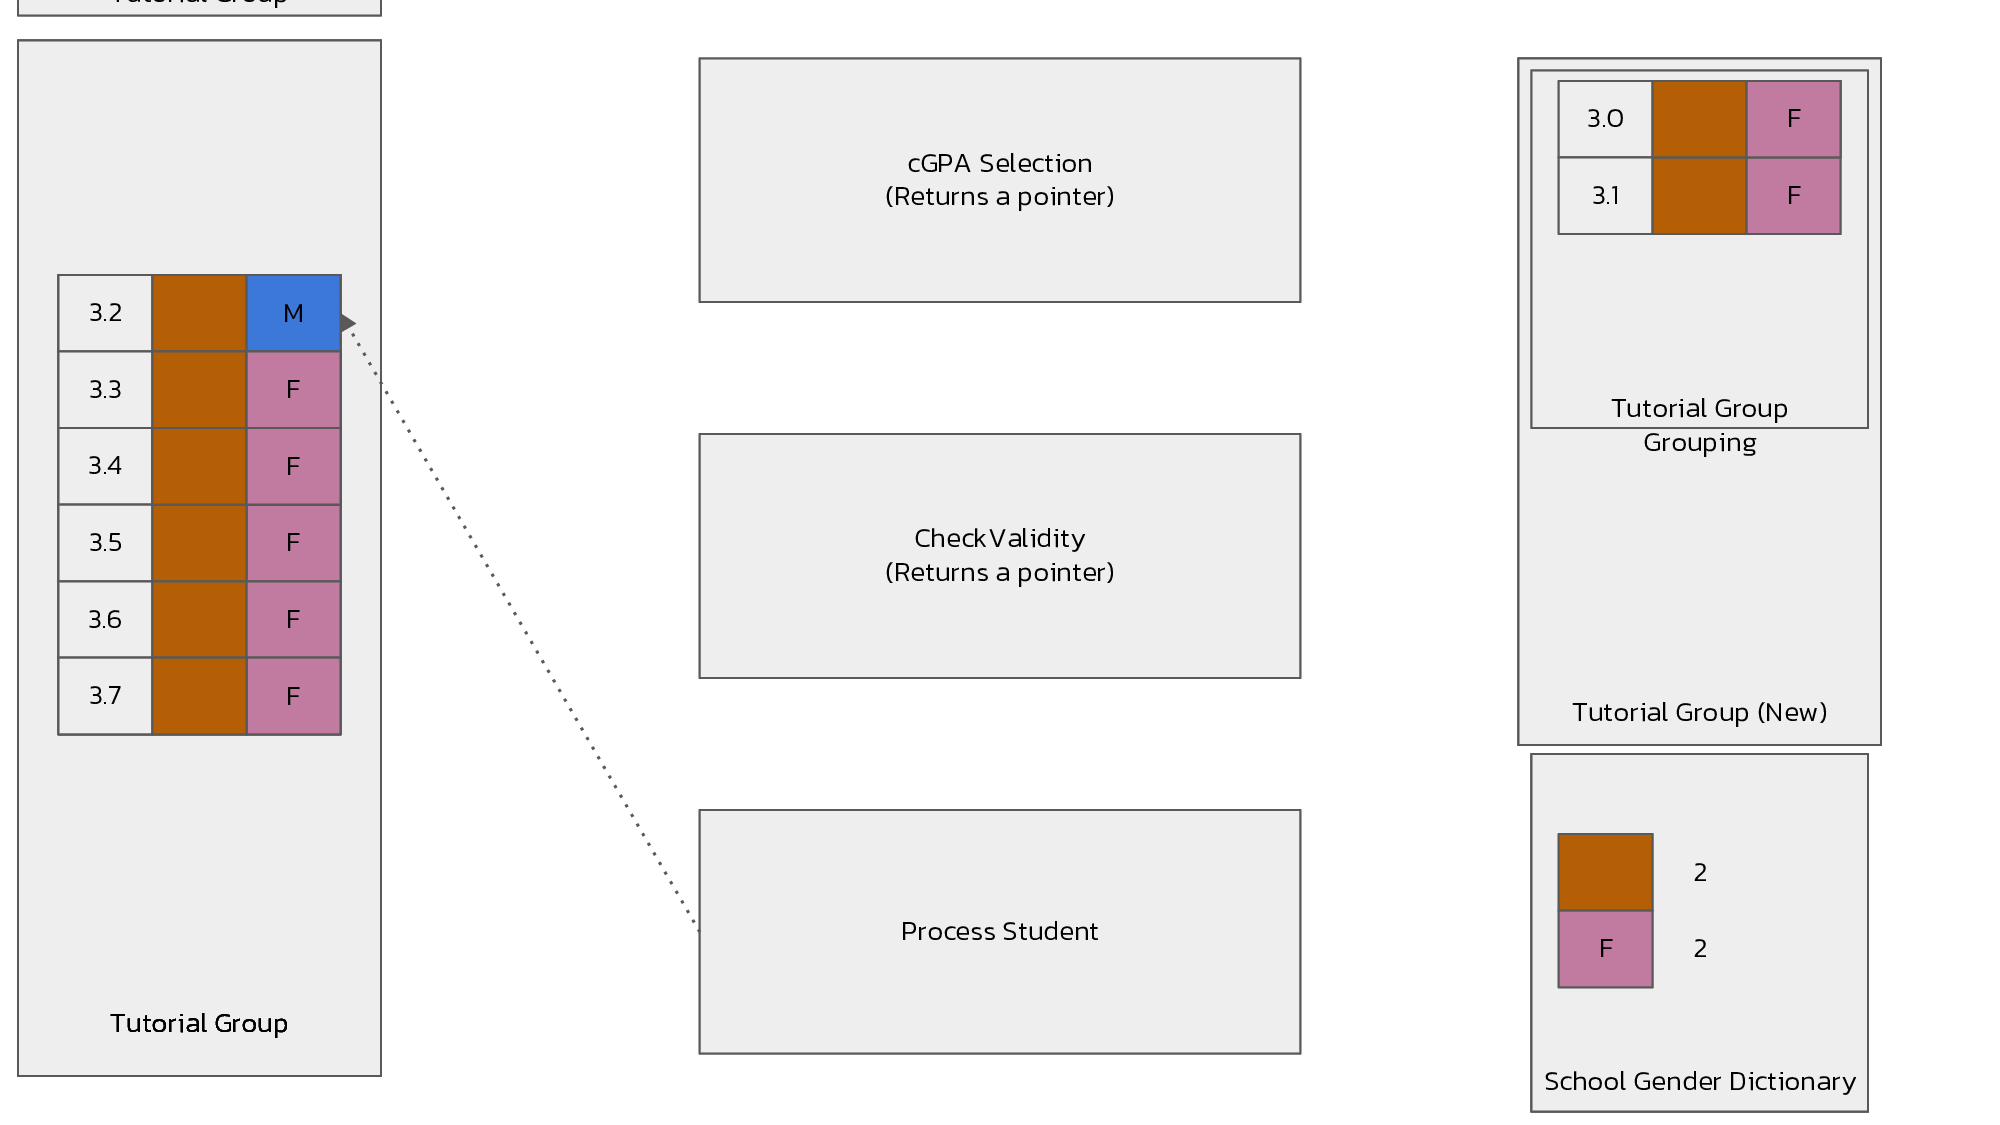 Tutorial Group
3.2 M
3.3 F
3.4 F
3.5 F
3.6 F
3.7 F
Tutorial Group
cGPA Selection
(Returns a pointer)
CheckValidity
(Returns a pointer)
Process Student
3.0 F
3.1 F
Tutorial Group
Grouping
Tutorial Group (New)
2
F 2
School Gender Dictionary